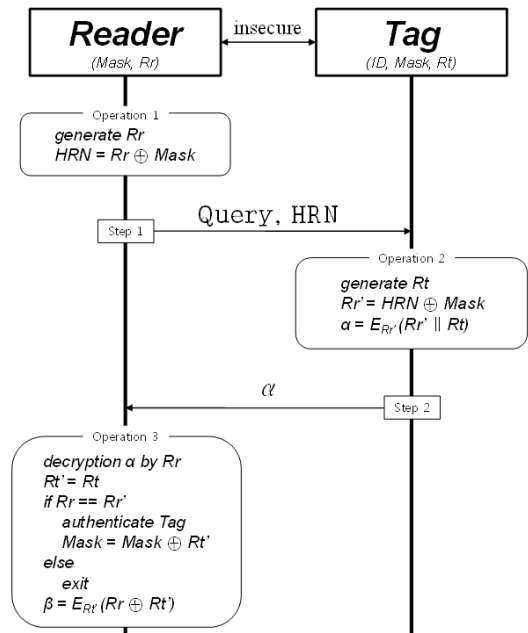 Reader
(Mask, Rr)
insecure
Tag
(ID, Mask, Rt)
Operation 1
generate Rr
HRN = Rr ⊕ Mask
Step 1
Query, HRN
Operation 2
generate Rt
Rr' = HRN ⊕ Mask
α = E_Rr' (Rr' || Rt)
α
Step 2
Operation 3
decryption α by Rr
Rt' = Rt
if Rr == Rr'
authenticate Tag
Mask = Mask ⊕ Rt'
else
exit
β = E_Rt' (Rr ⊕ Rt')